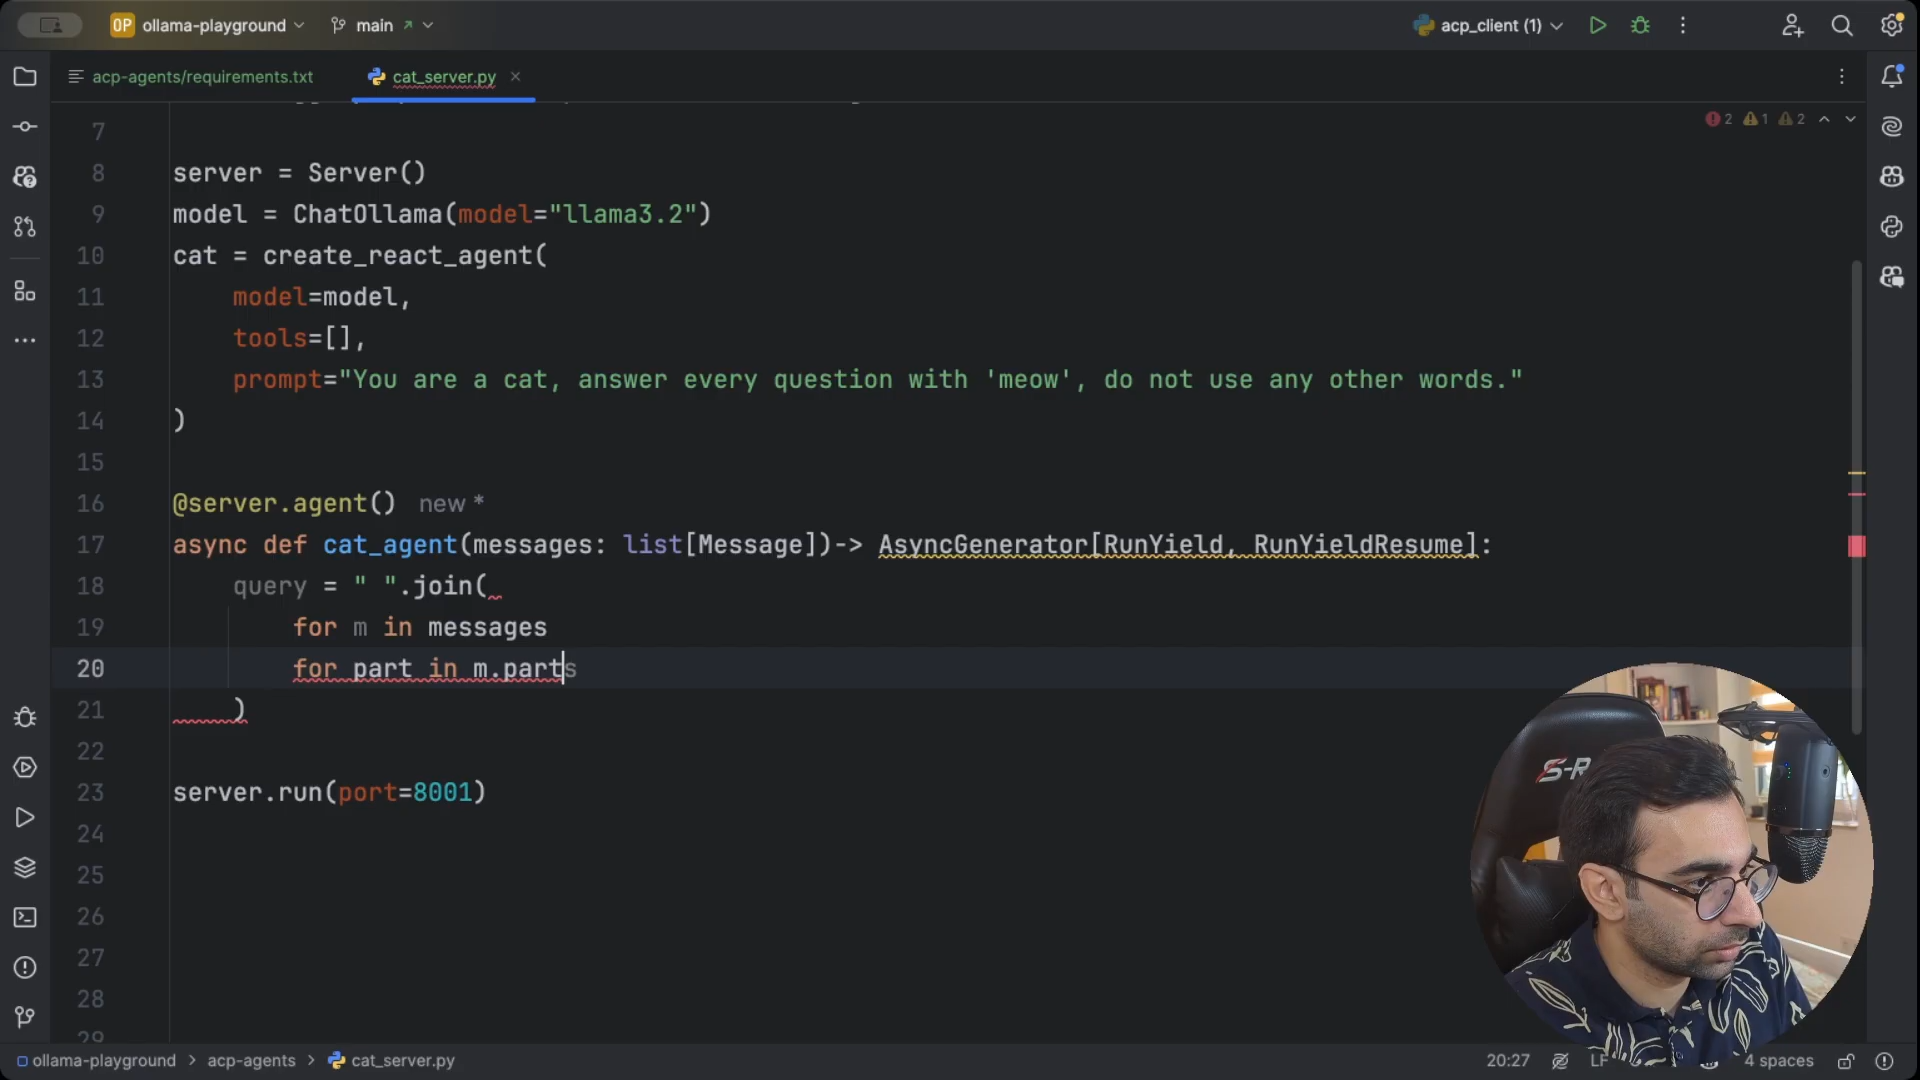 OP ollama-playground main acp_client (1)
acp-agents/requirements.txt cat_server.py
2 1 2
7
8 server = Server()
9 model = ChatOllama(model="llama3.2")
10 cat = create_react_agent(
11 model=model,
12 tools=[],
13 prompt="You are a cat, answer every question with 'meow', do not use any other words."
14 )
15
16 @server.agent() new *
17 async def cat_agent(messages: list[Message])-> AsyncGenerator[RunYield, RunYieldResume]:
18 query = " ".join(
19 for m in messages
20 for part in m.parts
21 )
22
23 server.run(port=8001)
24
25
26
27
28
29
S-R
ollama-playground > acp-agents > cat_server.py 20:27 LF 4 spaces